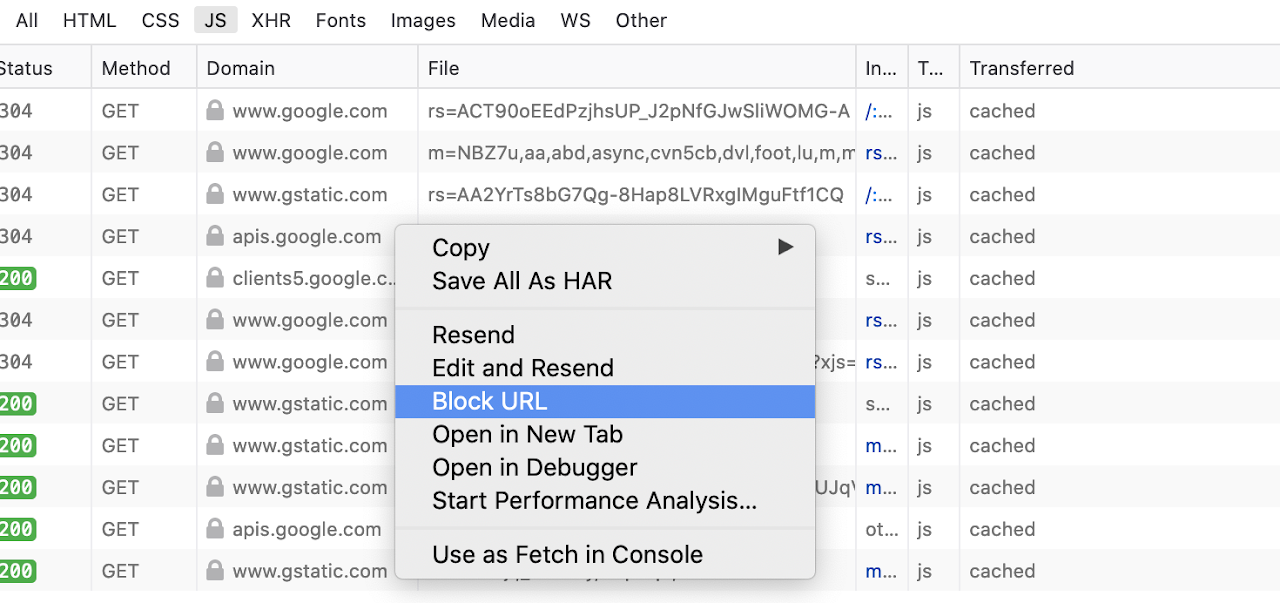 All HTML CSS JS XHR Fonts Images Media WS Other
Status Method Domain File In... T... Transferred
304 GET www.google.com rs=ACT90oEEdPzjhsUP_J2pNfGJwSliWOMG-A /:... js cached
304 GET www.google.com m=NBZ7u,aa,abd,async,cvn5cb,dvl,foot,lu,m,m rs... js cached
304 GET www.gstatic.com rs=AA2YrTs8bG7Qg-8Hap8LVRxglMguFtf1CQ /:... js cached
304 GET apis.google.com rs... js cached
200 GET clients5.google.c... s... js cached
304 GET www.google.com rs... js cached
304 GET www.google.com ?xjs= rs... js cached
200 GET www.gstatic.com s... js cached
200 GET www.gstatic.com m... js cached
200 GET www.gstatic.com UJqV m... js cached
200 GET apis.google.com ot... js cached
200 GET www.gstatic.com m... js cached
Copy
Save All As HAR
Resend
Edit and Resend
Block URL
Open in New Tab
Open in Debugger
Start Performance Analysis...
Use as Fetch in Console